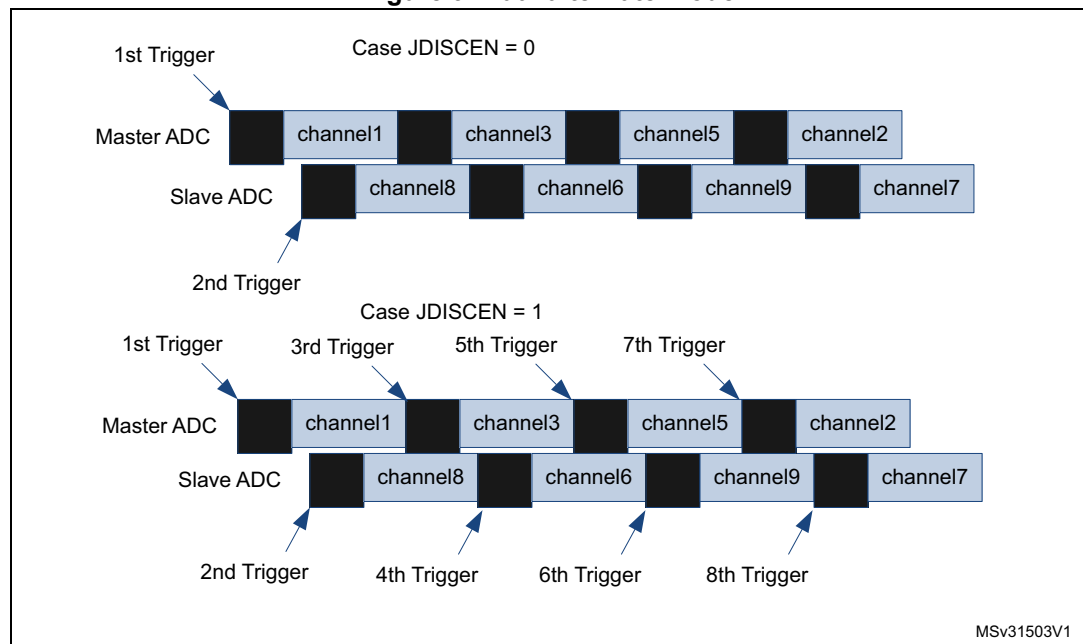 Case JDISCEN = 0
1st Trigger
Master ADC channel1 channel3 channel5 channel2
Slave ADC channel8 channel6 channel9 channel7
2nd Trigger
Case JDISCEN = 1
1st Trigger 3rd Trigger 5th Trigger 7th Trigger
Master ADC channel1 channel3 channel5 channel2
Slave ADC channel8 channel6 channel9 channel7
2nd Trigger 4th Trigger 6th Trigger 8th Trigger
MSv31503V1